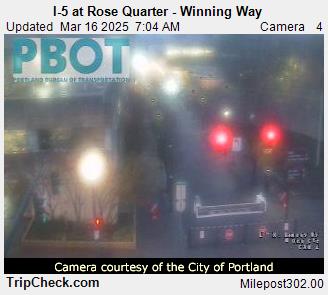 I-5 at Rose Quarter - Winning Way
Updated Mar 16 2025 7:04 AM Camera 4
PBOT
PORTLAND BUREAU OF TRANSPORTATION
Camera courtesy of the City of Portland
TripCheck.com Milepost302.00